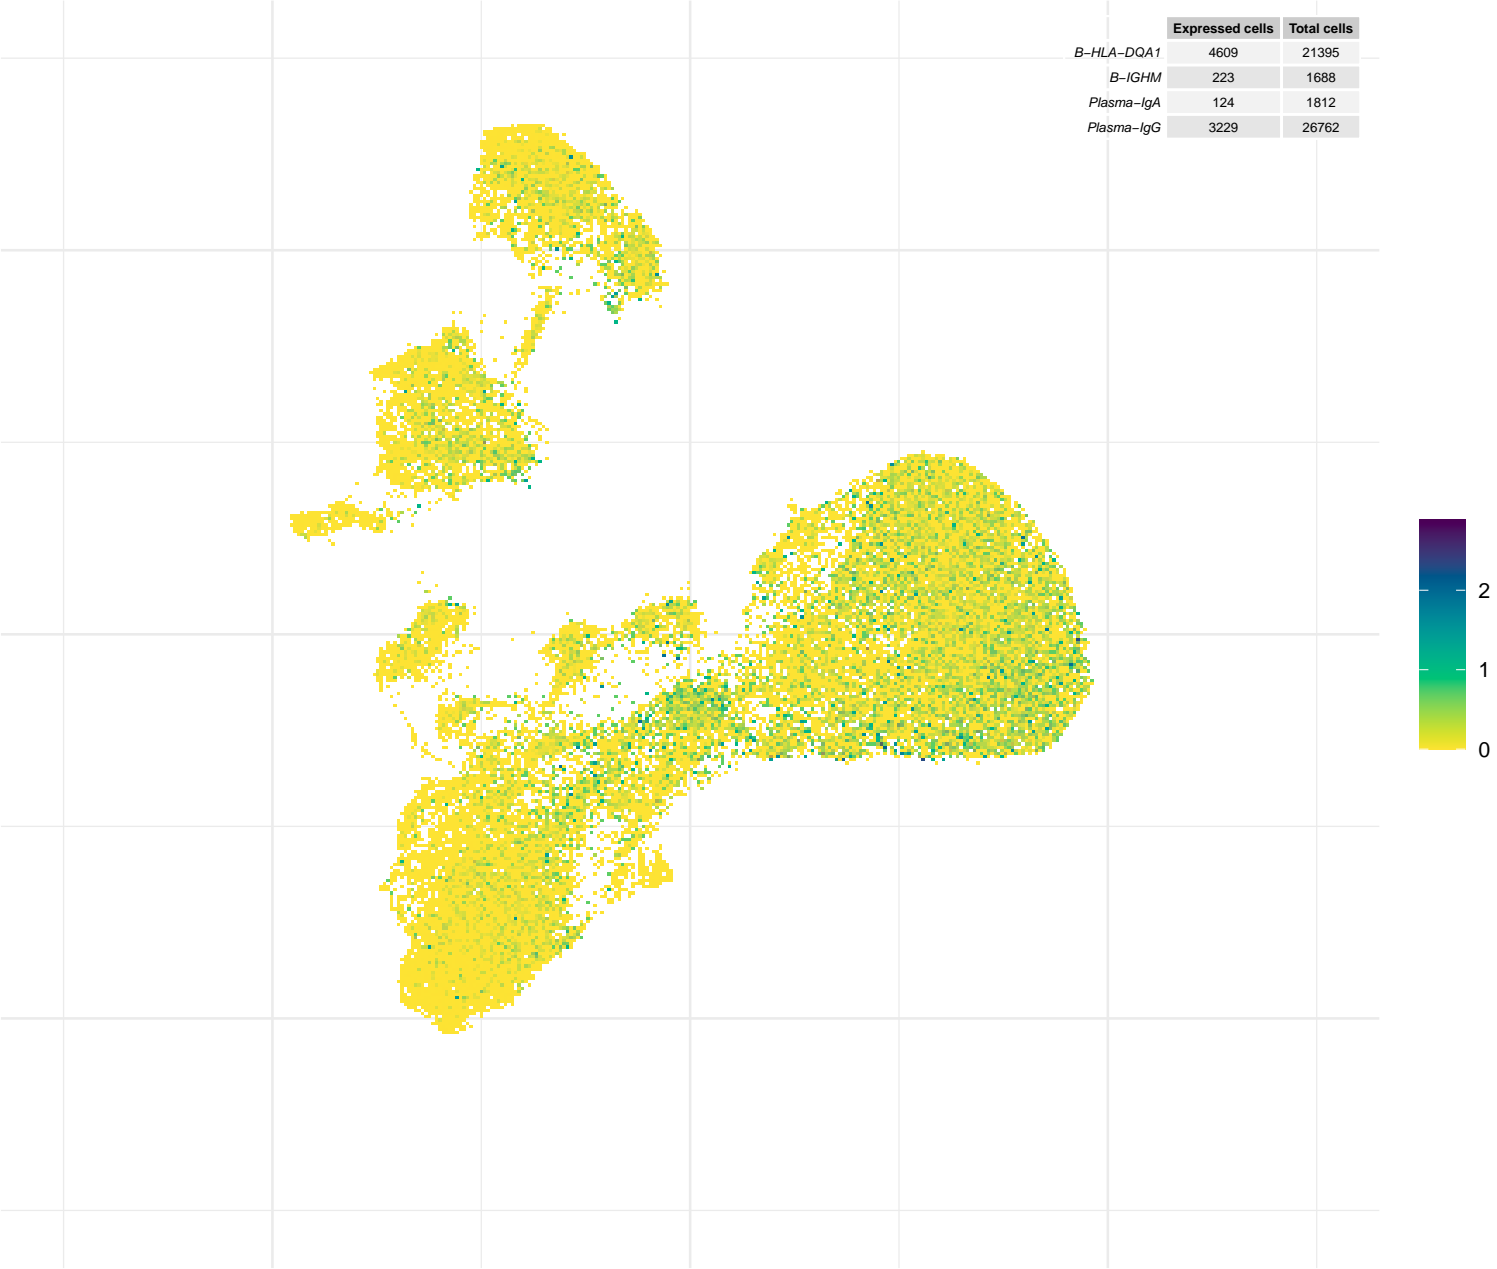 Expressed cells Total cells
B−HLA−DQA1 4609 21395
B−IGHM 223 1688
Plasma−IgA 124 1812
Plasma−IgG 3229 26762
2
1
0